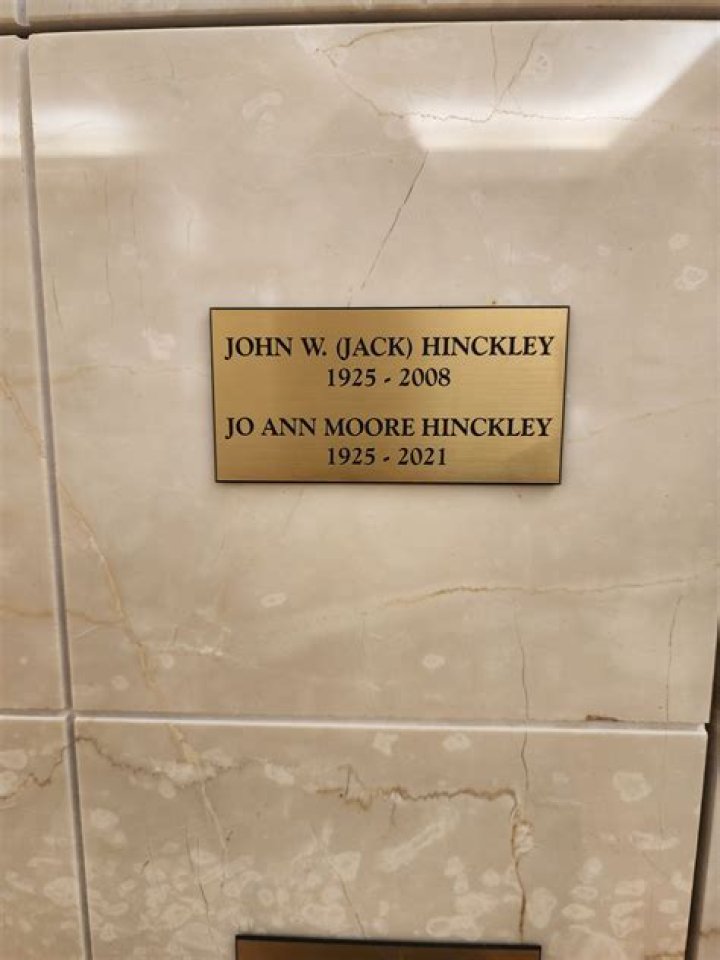 JOHN W. (JACK) HINCKLEY
1925 - 2008
JO ANN MOORE HINCKLEY
1925 - 2021